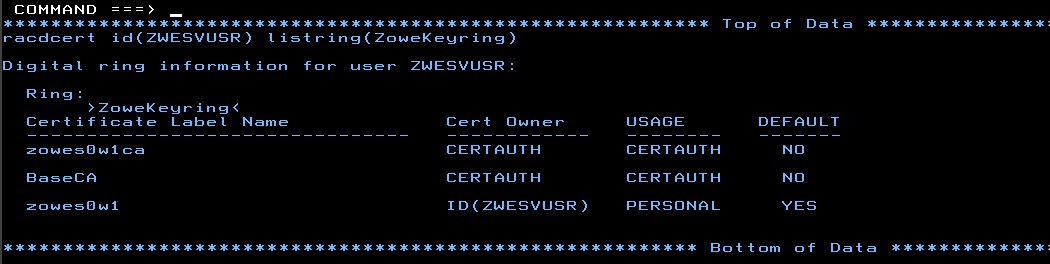 COMMAND ===> _
********************************************************** Top of Data ***************
racdcert id(ZWESVUSR) listring(ZoweKeyring)
Digital ring information for user ZWESVUSR:
Ring:
>ZoweKeyring<
Certificate Label Name Cert Owner USAGE DEFAULT
-------------------------------- ------------ -------- -------
zowes0w1ca CERTAUTH CERTAUTH NO
BaseCA CERTAUTH CERTAUTH NO
zowes0w1 ID(ZWESVUSR) PERSONAL YES
********************************************************* Bottom of Data *************